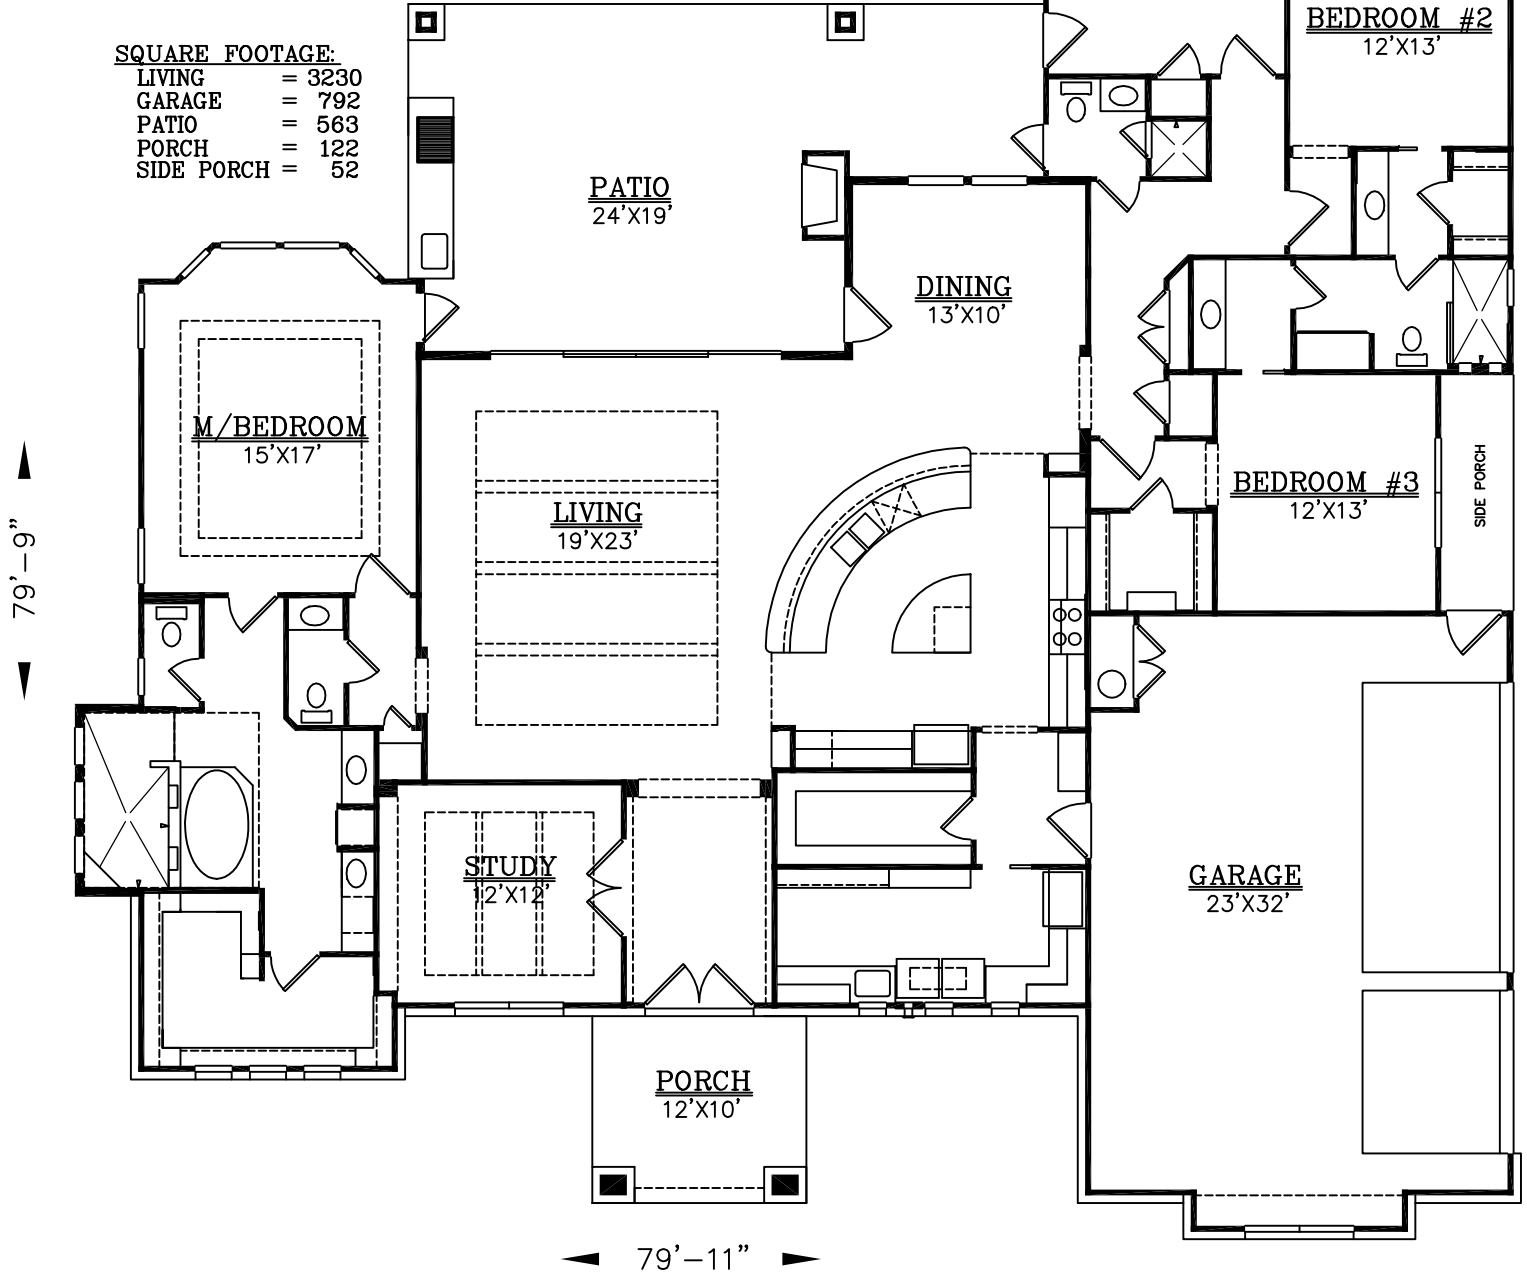 BEDROOM #2
12'X13'
SQUARE FOOTAGE:
LIVING = 3230
GARAGE = 792
PATIO = 563
PORCH = 122
SIDE PORCH = 52
PATIO
24'X19'
DINING
13'X10'
M/BEDROOM
15'X17'
LIVING
19'X23'
BEDROOM #3
12'X13'
SIDE PORCH
79'-9"
STUDY
12'X12'
GARAGE
23'X32'
PORCH
12'X10'
79'-11"